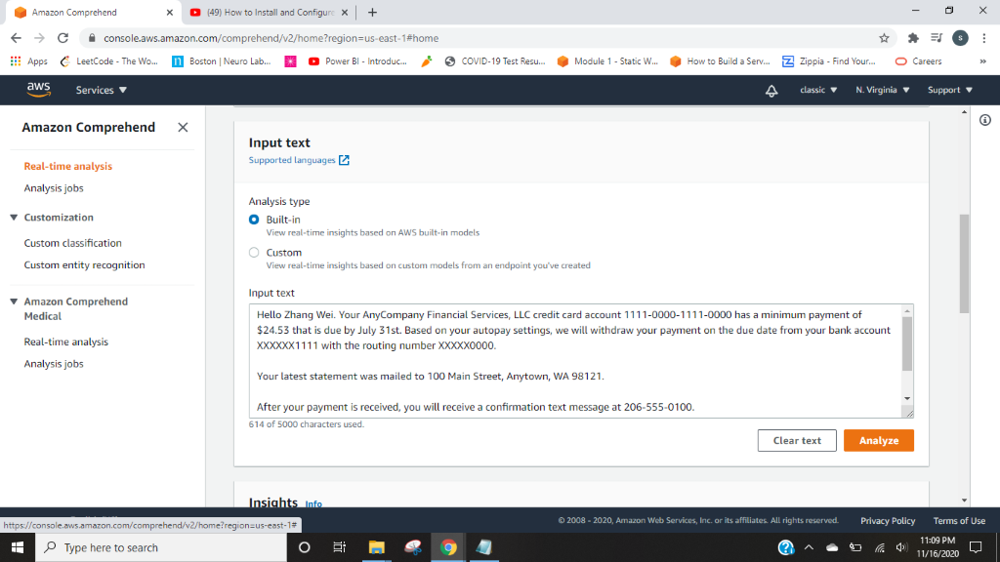 Amazon Comprehend
(49) How to Install and Configure
console.aws.amazon.com/comprehend/v2/home?region=us-east-1#home
S
Apps
LeetCode - The Wo...
n
Boston | Neuro Lab...
Power BI - Introduc...
COVID-19 Test Resu...
Module 1 - Static W...
How to Build a Serv...
Zippia - Find Your...
Careers
»
aws
Services
classic
N. Virginia
Support
Amazon Comprehend
Real-time analysis
Analysis jobs
Customization
Custom classification
Custom entity recognition
Amazon Comprehend
Medical
Real-time analysis
Analysis jobs
Input text
Supported languages
Analysis type
Built-in
View real-time insights based on AWS built-in models
Custom
View real-time insights based on custom models from an endpoint you've created
Input text
Hello Zhang Wei. Your AnyCompany Financial Services, LLC credit card account 1111-0000-1111-0000 has a minimum payment of
$24.53 that is due by July 31st. Based on your autopay settings, we will withdraw your payment on the due date from your bank account
XXXXXX1111 with the routing number XXXXX0000.
Your latest statement was mailed to 100 Main Street, Anytown, WA 98121.
After your payment is received, you will receive a confirmation text message at 206-555-0100.
614 of 5000 characters used.
Clear text
Analyze
Insights
Info
https://console.aws.amazon.com/comprehend/v2/home?region=us-east-1#
© 2008 - 2020, Amazon Web Services, Inc. or its affiliates. All rights reserved.
Privacy Policy
Terms of Use
Type here to search
11:09 PM
11/16/2020